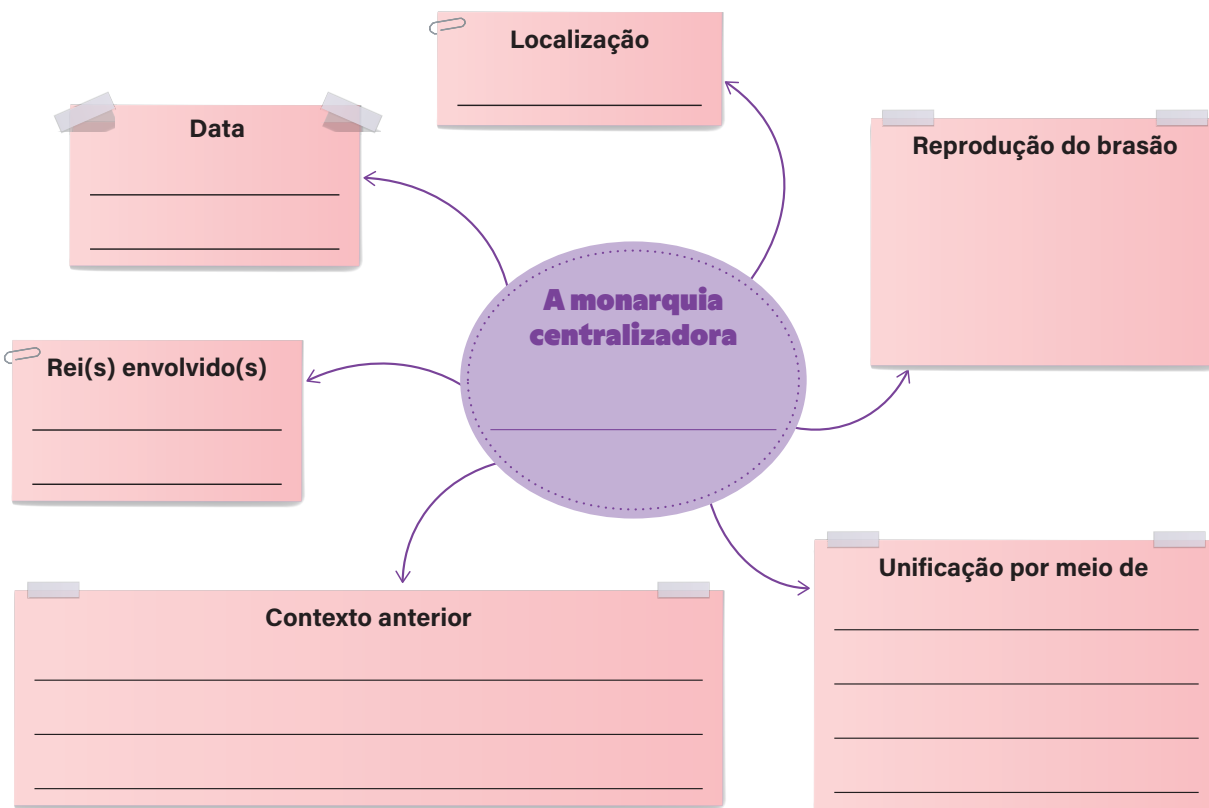 Localização
Data
Reprodução do brasão
A monarquia
centralizadora
Rei(s) envolvido(s)
Contexto anterior
Unificação por meio de